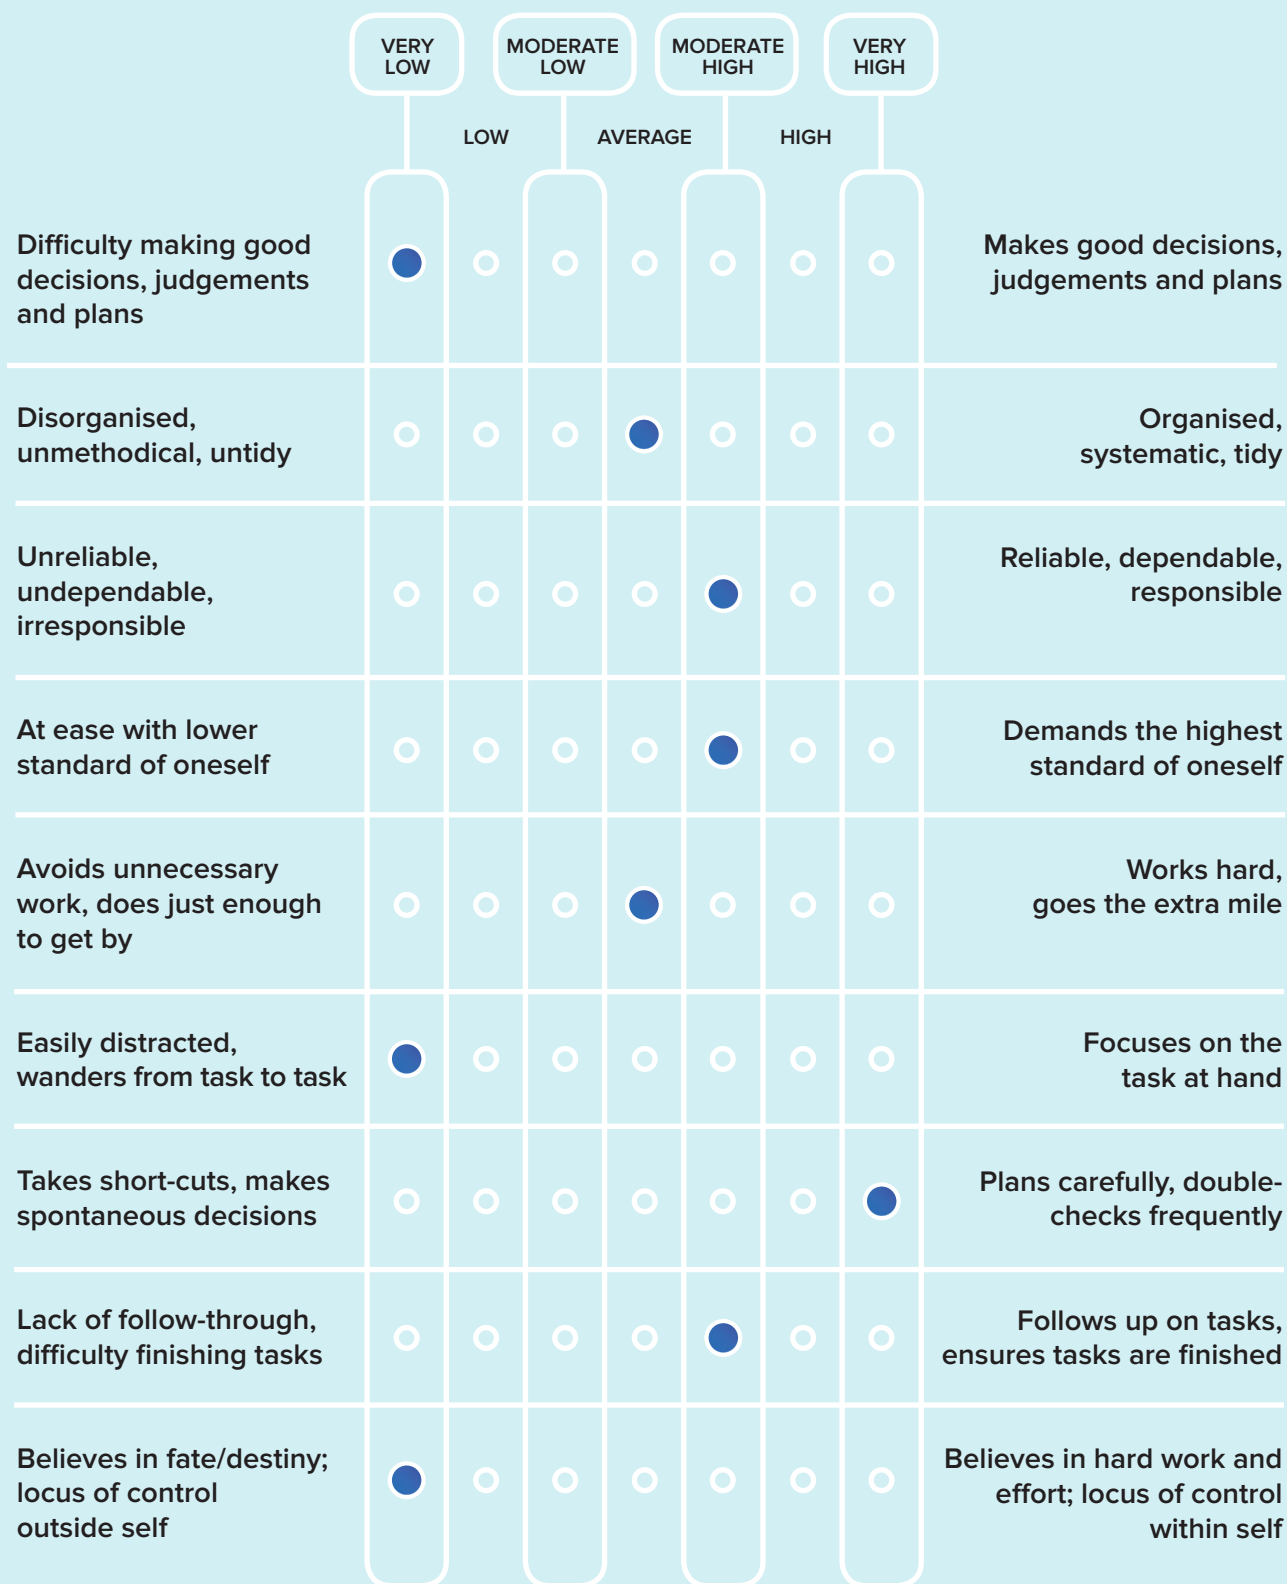 VERY
LOW
MODERATE
LOW
MODERATE
HIGH
VERY
HIGH
LOW
AVERAGE
HIGH
Difficulty making good
decisions, judgements
and plans
Makes good decisions,
judgements and plans
Disorganised,
unmethodical, untidy
Organised,
systematic, tidy
Unreliable,
undependable,
irresponsible
Reliable, dependable,
responsible
At ease with lower
standard of oneself
Demands the highest
standard of oneself
Avoids unnecessary
work, does just enough
to get by
Works hard,
goes the extra mile
Easily distracted,
wanders from task to task
Focuses on the
task at hand
Takes short-cuts, makes
spontaneous decisions
Plans carefully, double-
checks frequently
Lack of follow-through,
difficulty finishing tasks
Follows up on tasks,
ensures tasks are finished
Believes in fate/destiny;
locus of control
outside self
Believes in hard work and
effort; locus of control
within self